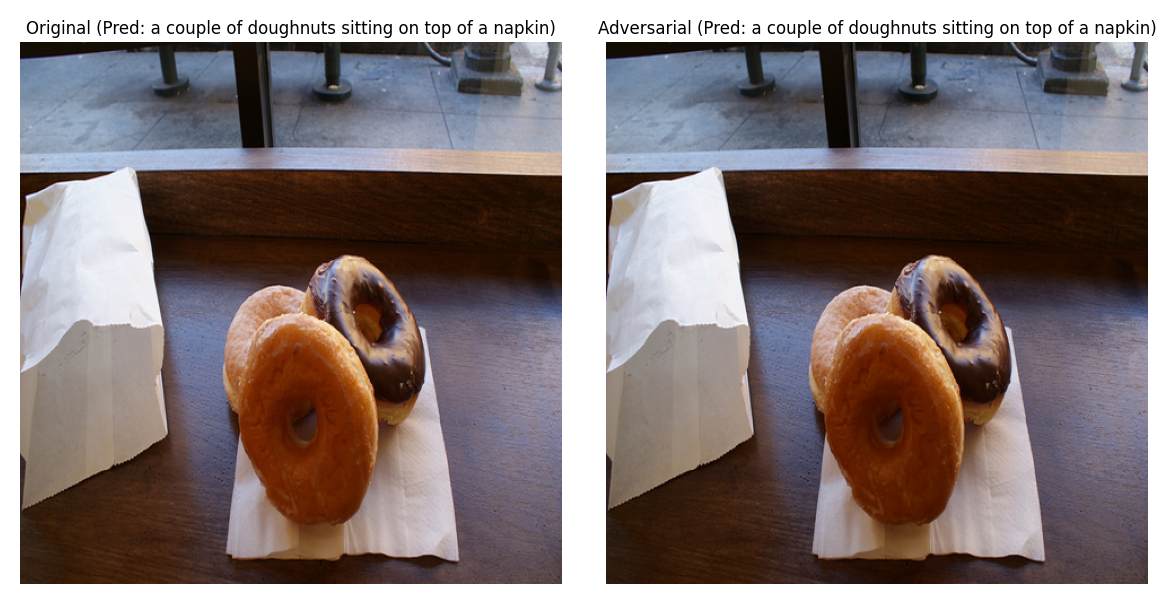 Original (Pred: a couple of doughnuts sitting on top of a napkin)
Adversarial (Pred: a couple of doughnuts sitting on top of a napkin)